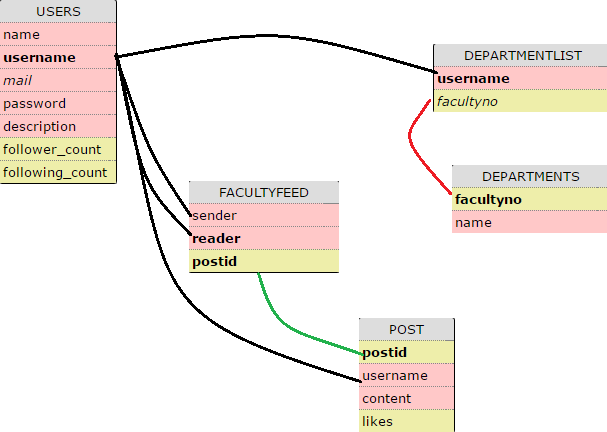 USERS
name
username
mail
password
description
follower_count
following_count
DEPARTMENTLIST
username
facultyno
DEPARTMENTS
facultyno
name
FACULTYFEED
sender
reader
postid
POST
postid
username
content
likes